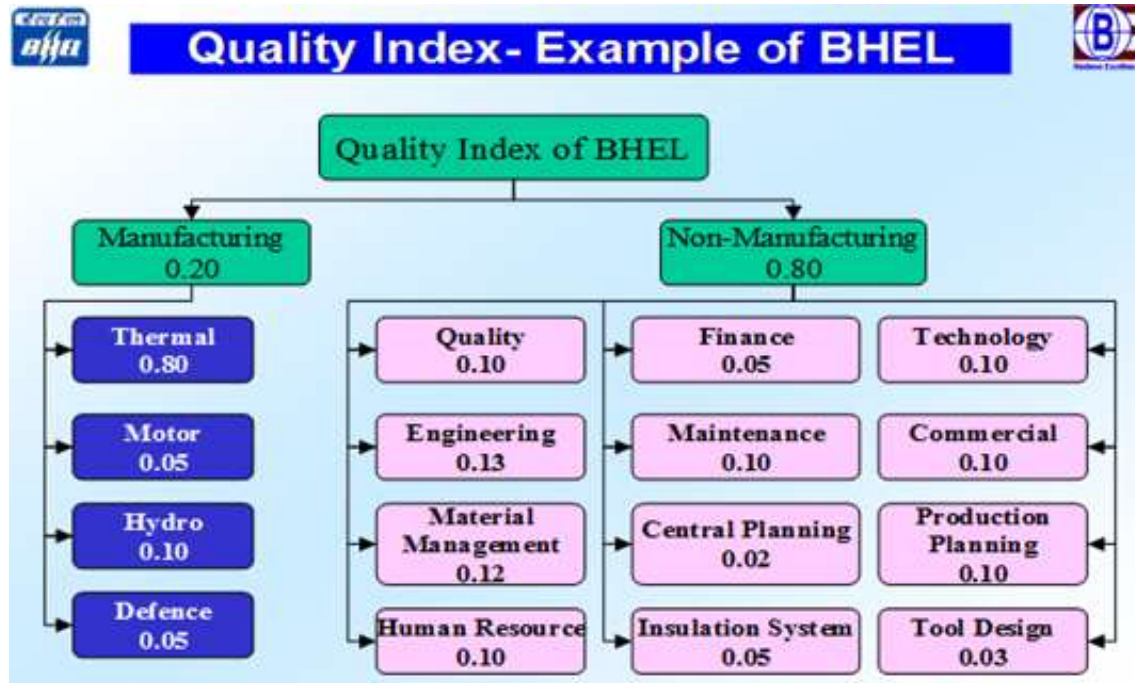 BHEL
Quality Index- Example of BHEL
B
Quality Index of BHEL
Manufacturing
0.20
Non-Manufacturing
0.80
Thermal
0.80
Motor
0.05
Hydro
0.10
Defence
0.05
Quality
0.10
Engineering
0.13
Material
Management
0.12
Human Resource
0.10
Finance
0.05
Maintenance
0.10
Central Planning
0.02
Insulation System
0.05
Technology
0.10
Commercial
0.10
Production
Planning
0.10
Tool Design
0.03